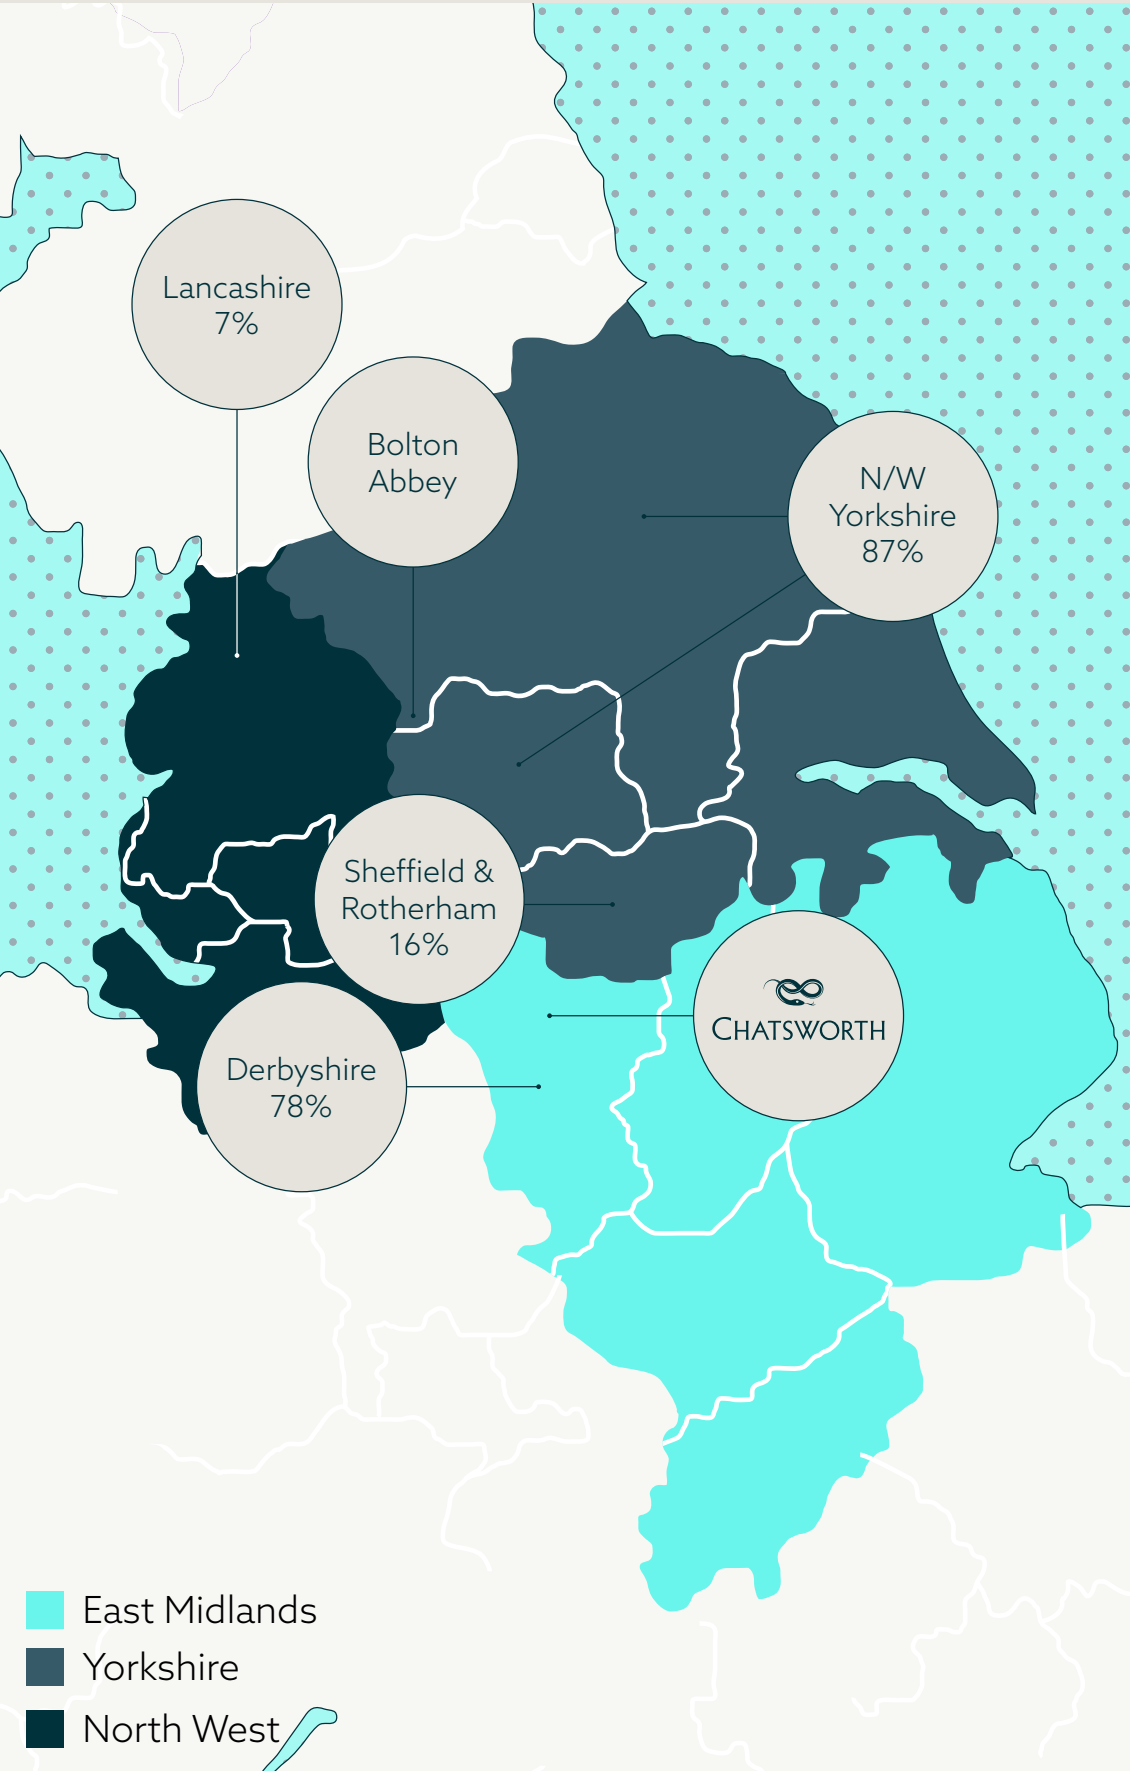 Lancashire
7%
Bolton
Abbey
N/W
Yorkshire
87%
Sheffield &
Rotherham
16%
CHATSWORTH
Derbyshire
78%
East Midlands
Yorkshire
North West